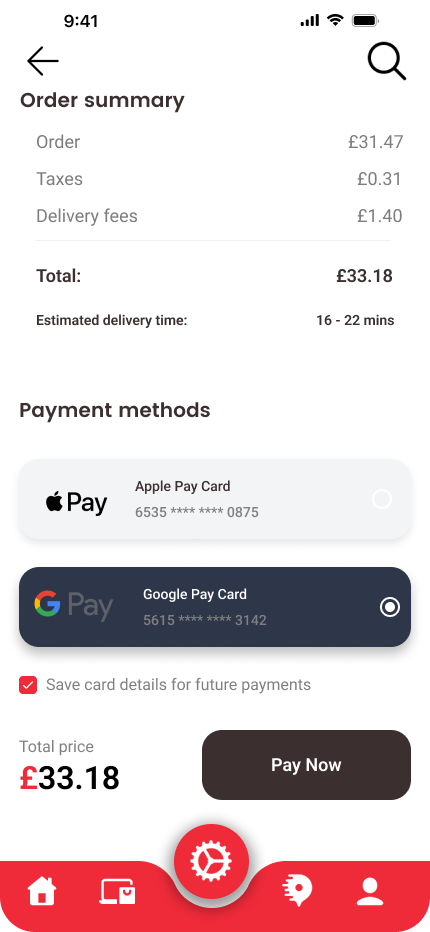 9:41
Order summary
Order £31.47
Taxes £0.31
Delivery fees £1.40
Total: £33.18
Estimated delivery time: 16 - 22 mins
Payment methods
Pay Apple Pay Card
6535 **** **** 0875
G Pay Google Pay Card
5615 **** **** 3142
Save card details for future payments
Total price
£33.18
Pay Now